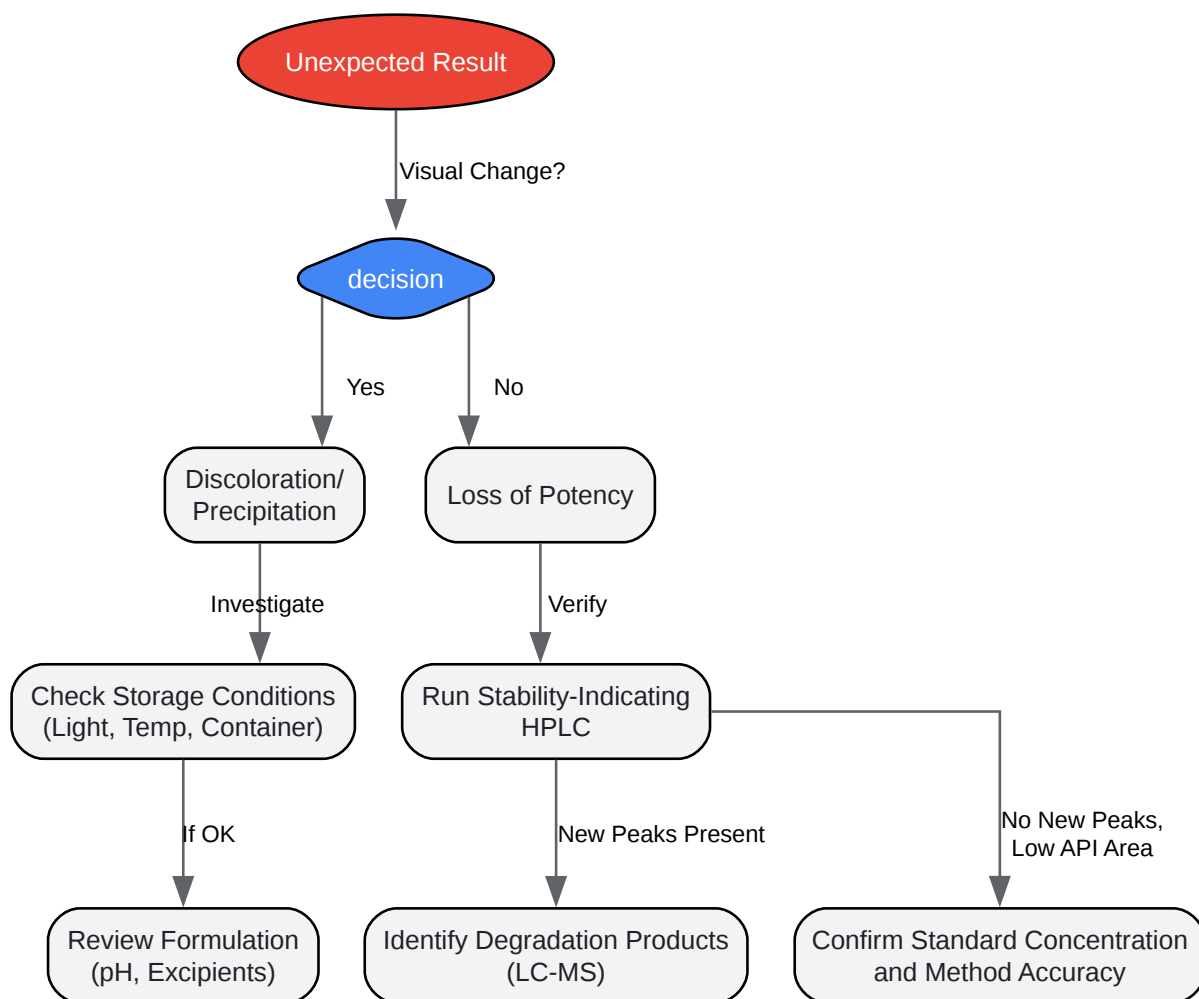 Unexpected Result
Visual Change?
decision
Yes
No
Discoloration/
Precipitation
Loss of Potency
Investigate
Verify
Check Storage Conditions
(Light, Temp, Container)
Run Stability-Indicating
HPLC
If OK
New Peaks Present
No New Peaks,
Low API Area
Review Formulation
(pH, Excipients)
Identify Degradation Products
(LC-MS)
Confirm Standard Concentration
and Method Accuracy